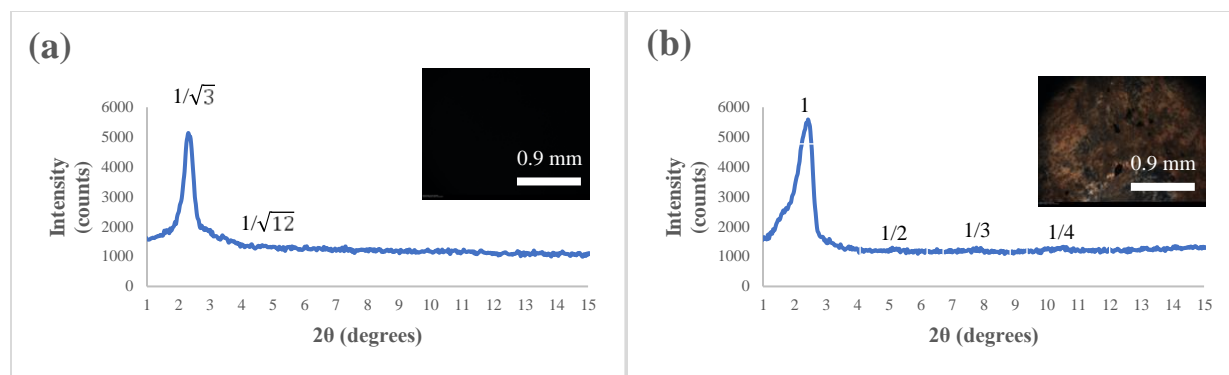 (a)
1/√3
6000
5000
4000
3000
2000
1000
0
Intensity
(counts)
0.9 mm
1/√12
1 2 3 4 5 6 7 8 9 10 11 12 13 14 15
2θ (degrees)
(b)
1
6000
5000
4000
3000
2000
1000
0
Intensity
(counts)
0.9 mm
1/2 1/3 1/4
1 2 3 4 5 6 7 8 9 10 11 12 13 14 15
2θ (degrees)